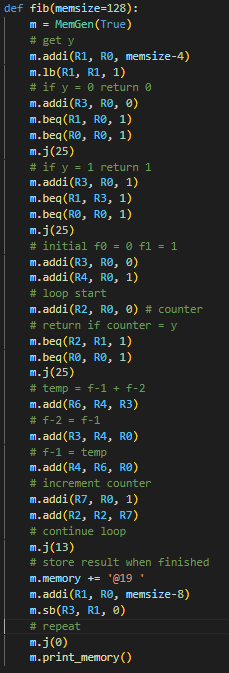 def fib(memsize=128):
    m = MemGen(True)
    # get y
    m.addi(R1, R0, memsize-4)
    m.lb(R1, R1, 1)
    # if y = 0 return 0
    m.addi(R3, R0, 0)
    m.beq(R1, R0, 1)
    m.beq(R0, R0, 1)
    m.j(25)
    # if y = 1 return 1
    m.addi(R3, R0, 1)
    m.beq(R1, R3, 1)
    m.beq(R0, R0, 1)
    m.j(25)
    # initial f0 = 0 f1 = 1
    m.addi(R3, R0, 0)
    m.addi(R4, R0, 1)
    # loop start
    m.addi(R2, R0, 0) # counter
    # return if counter = y
    m.beq(R2, R1, 1)
    m.beq(R0, R0, 1)
    m.j(25)
    # temp = f-1 + f-2
    m.add(R6, R4, R3)
    # f-2 = f-1
    m.add(R3, R4, R0)
    # f-1 = temp
    m.add(R4, R6, R0)
    # increment counter
    m.addi(R7, R0, 1)
    m.add(R2, R2, R7)
    # continue loop
    m.j(13)
    # store result when finished
    m.memory += '@19 '
    m.addi(R1, R0, memsize-8)
    m.sb(R3, R1, 0)
    # repeat
    m.j(0)
    m.print_memory()